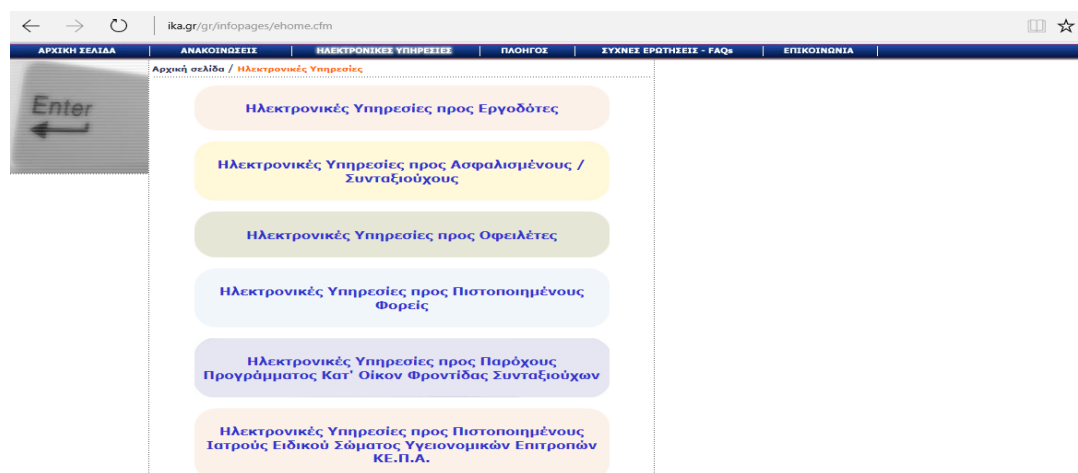 ika.gr/gr/infopages/ehome.cfm
ΑΡΧΙΚΗ ΣΕΛΙΔΑ | ΑΝΑΚΟΙΝΩΣΕΙΣ | ΗΛΕΚΤΡΟΝΙΚΕΣ ΥΠΗΡΕΣΙΕΣ | ΠΛΟΗΓΟΣ | ΣΥΧΝΕΣ ΕΡΩΤΗΣΕΙΣ - FAQs | ΕΠΙΚΟΙΝΩΝΙΑ |
Αρχική σελίδα / Ηλεκτρονικές Υπηρεσίες
Enter
Ηλεκτρονικές Υπηρεσίες προς Εργοδότες
Ηλεκτρονικές Υπηρεσίες προς Ασφαλισμένους /
Συνταξιούχους
Ηλεκτρονικές Υπηρεσίες προς Οφειλέτες
Ηλεκτρονικές Υπηρεσίες προς Πιστοποιημένους
Φορείς
Ηλεκτρονικές Υπηρεσίες προς Παρόχους
Προγράμματος Κατ' Οίκον Φροντίδας Συνταξιούχων
Ηλεκτρονικές Υπηρεσίες προς Πιστοποιημένους
Ιατρούς Ειδικού Σώματος Υγειονομικών Επιτροπών
ΚΕ.Π.Α.